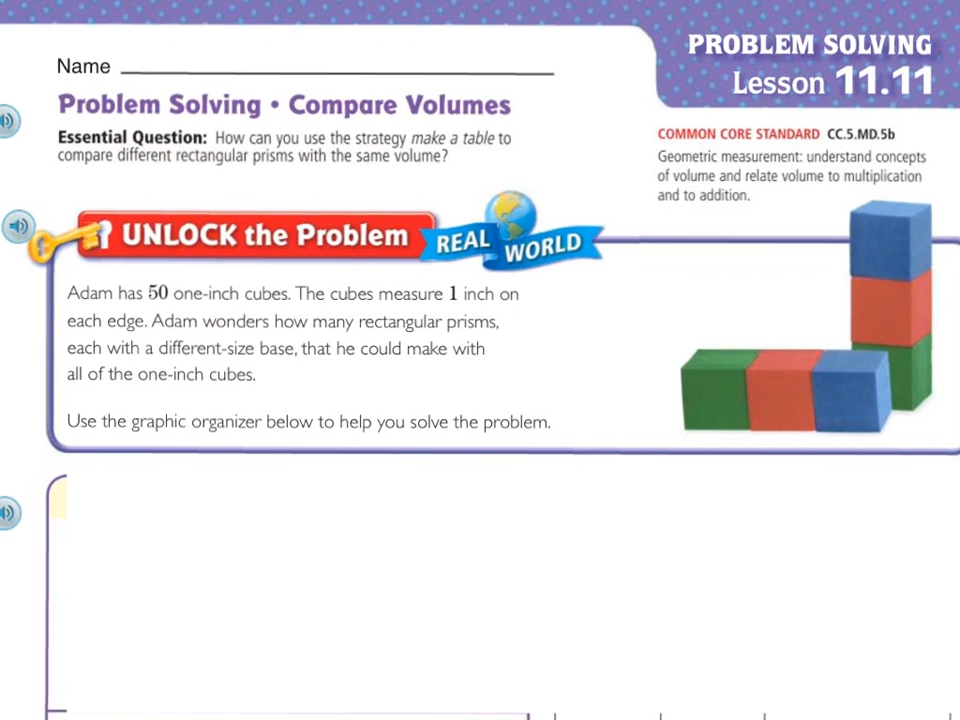 PROBLEM SOLVING
Lesson 11.11
Name
Problem Solving • Compare Volumes
Essential Question: How can you use the strategy make a table to
compare different rectangular prisms with the same volume?
COMMON CORE STANDARD CC.5.MD.5b
Geometric measurement: understand concepts
of volume and relate volume to multiplication
and to addition.
UNLOCK the Problem REAL WORLD
Adam has 50 one-inch cubes. The cubes measure 1 inch on
each edge. Adam wonders how many rectangular prisms,
each with a different-size base, that he could make with
all of the one-inch cubes.
Use the graphic organizer below to help you solve the problem.